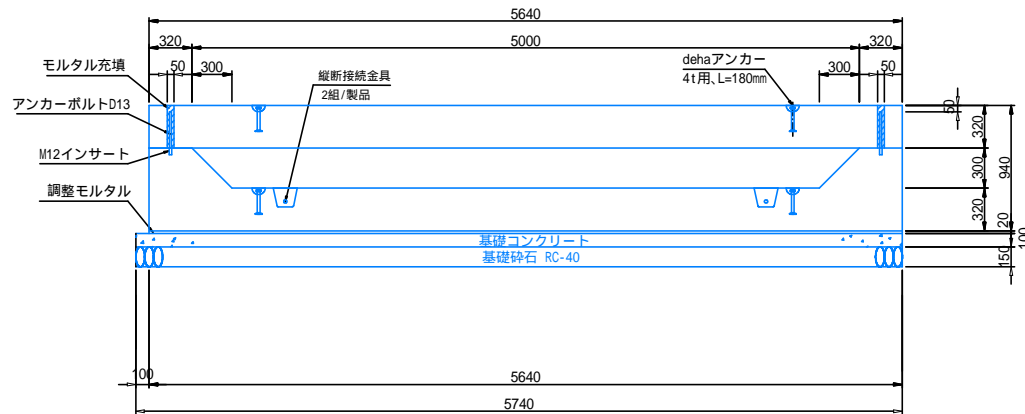 5640
320
5000
320
モルタル充填
50
300
縦断接続金具
2組/製品
dehaアンカー
4t用、L=180mm
300
50
アンカーボルトD13
50
320
M12インサート
300
940
調整モルタル
320
20
基礎コンクリート
100
基礎砕石 RC-40
150
100
5640
5740